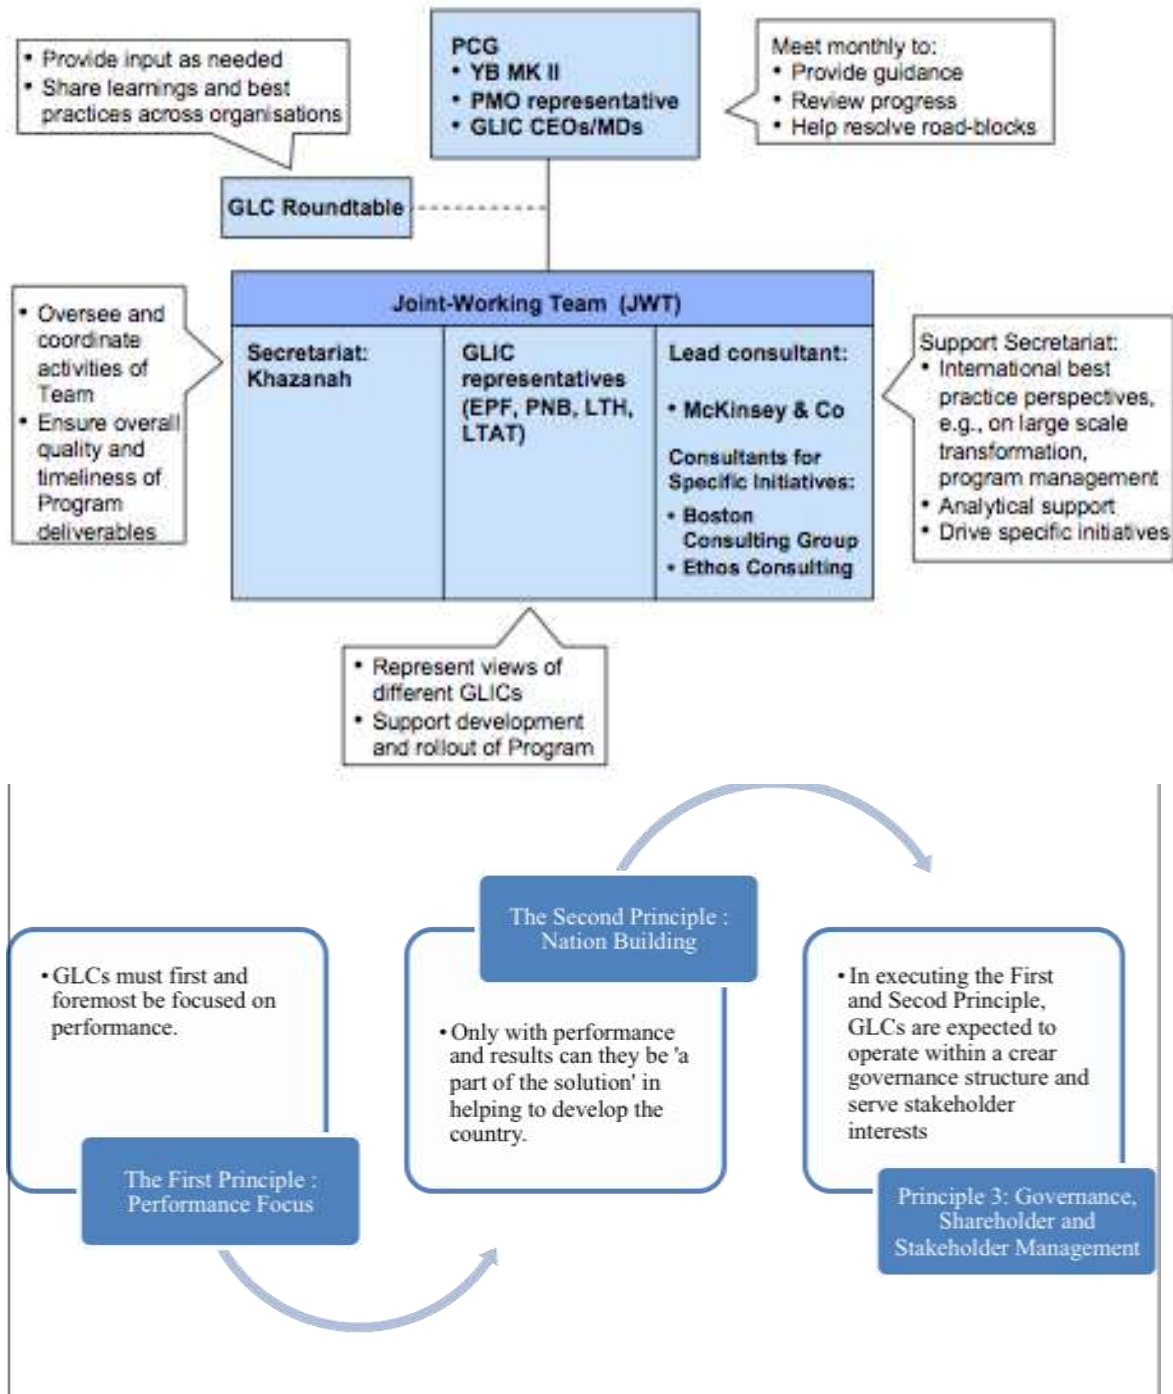 • Provide input as needed
• Share learnings and best
practices across organisations
PCG
• YB MK II
• PMO representative
• GLIC CEOs/MDs
Meet monthly to:
• Provide guidance
• Review progress
• Help resolve road-blocks
GLC Roundtable
Joint-Working Team (JWT)
• Oversee and
coordinate
activities of
Team
• Ensure overall
quality and
timeliness of
Program
deliverables
Secretariat:
Khazanah
GLIC
representatives
(EPF, PNB, LTH,
LTAT)
Lead consultant:
• McKinsey & Co
Consultants for
Specific Initiatives:
• Boston
Consulting Group
• Ethos Consulting
Support Secretariat:
• International best
practice perspectives,
e.g., on large scale
transformation,
program management
• Analytical support
• Drive specific initiatives
• Represent views of
different GLICs
• Support development
and rollout of Program
• GLCs must first and
foremost be focused on
performance.
The First Principle :
Performance Focus
The Second Principle :
Nation Building
• Only with performance
and results can they be 'a
part of the solution' in
helping to develop the
country.
• In executing the First
and Secod Principle,
GLCs are expected to
operate within a crear
governance structure and
serve stakeholder
interests
Principle 3: Governance,
Shareholder and
Stakeholder Management